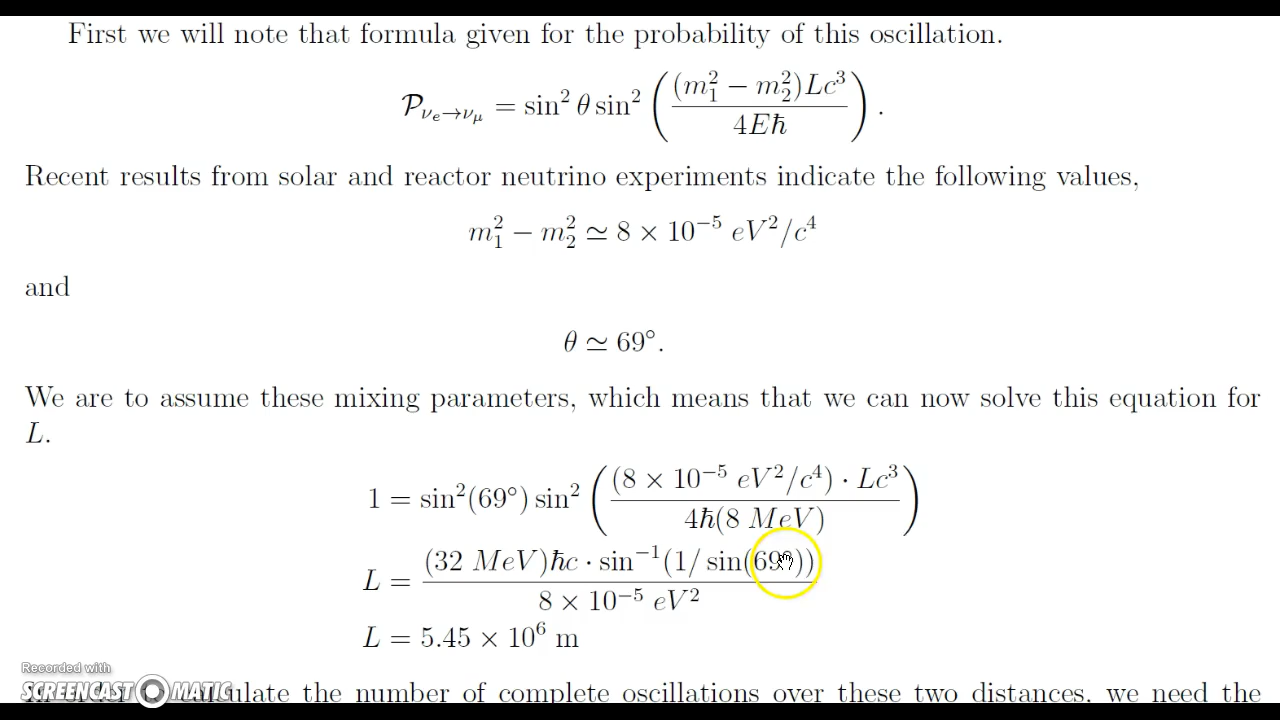 First we will note that formula given for the probability of this oscillation.
𝒫_{ν_e→ν_μ} = sin² θ sin² ( (m₁² − m₂²)Lc³ / 4Eℏ ) .
Recent results from solar and reactor neutrino experiments indicate the following values,
m₁² − m₂² ≃ 8 × 10⁻⁵ eV²/c⁴
and
θ ≃ 69°.
We are to assume these mixing parameters, which means that we can now solve this equation for
L.
1 = sin²(69°) sin² ( (8 × 10⁻⁵ eV²/c⁴) · Lc³ / 4ℏ(8 MeV) )
L = (32 MeV)ℏc · sin⁻¹(1/ sin(69°)) / 8 × 10⁻⁵ eV²
L = 5.45 × 10⁶ m
Recorded with
SCREENCAST-O-MATIC
calculate the number of complete oscillations over these two distances, we need the